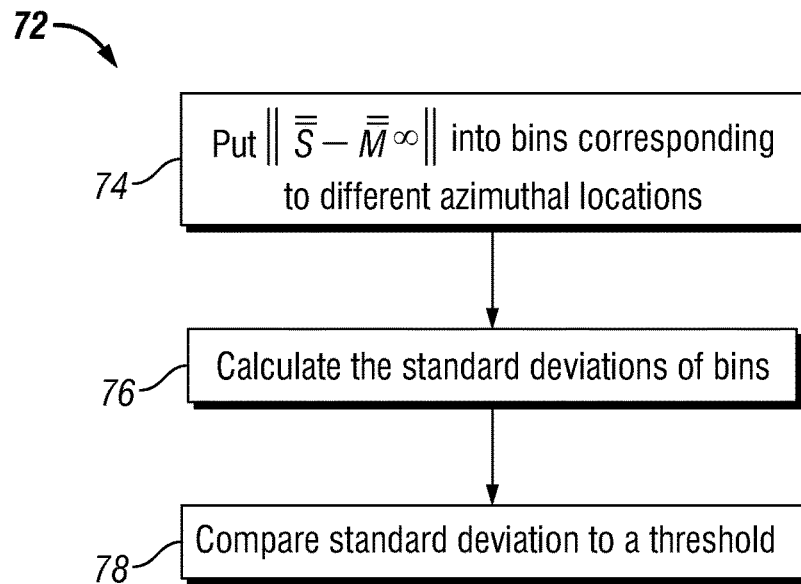 72
74
Put ‖ S̿ − M̿ ∞ ‖ into bins corresponding
to different azimuthal locations
76
Calculate the standard deviations of bins
78
Compare standard deviation to a threshold